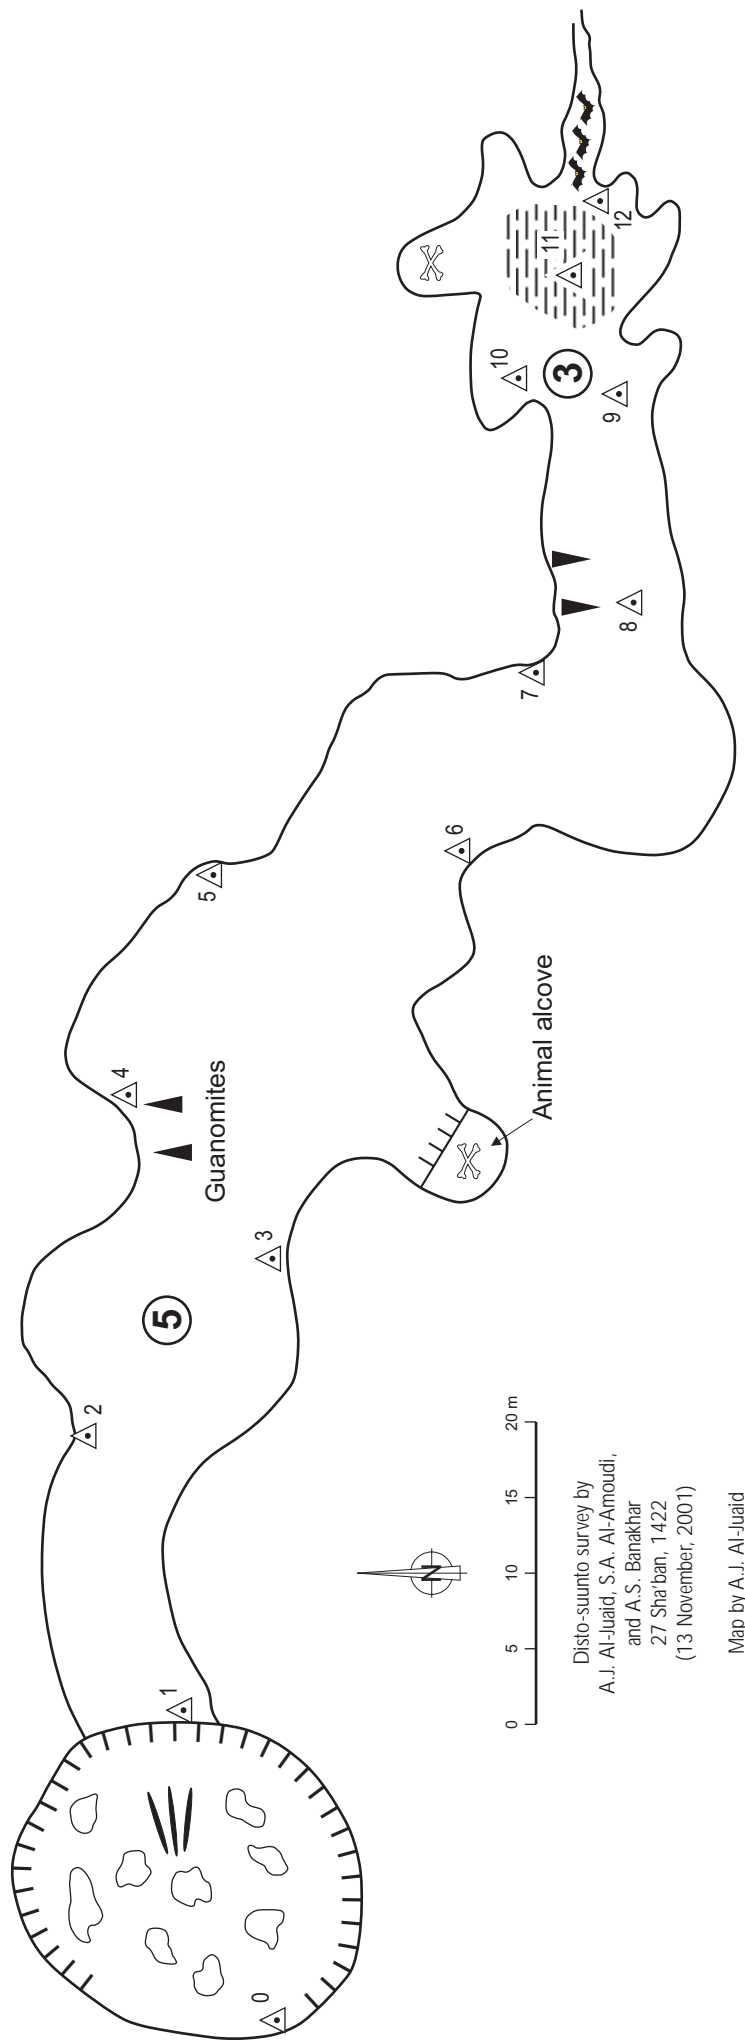 0
1
2
3
4
5
6
7
8
9
10
11
12
5
3
Guanomites
Animal alcove
N
0 5 10 15 20 m
Disto-suunto survey by
A.J. Al-Juaid, S.A. Al-Amoudi,
and A.S. Banakhar
27 Sha'ban, 1422
(13 November, 2001)
Map by A.J. Al-Juaid